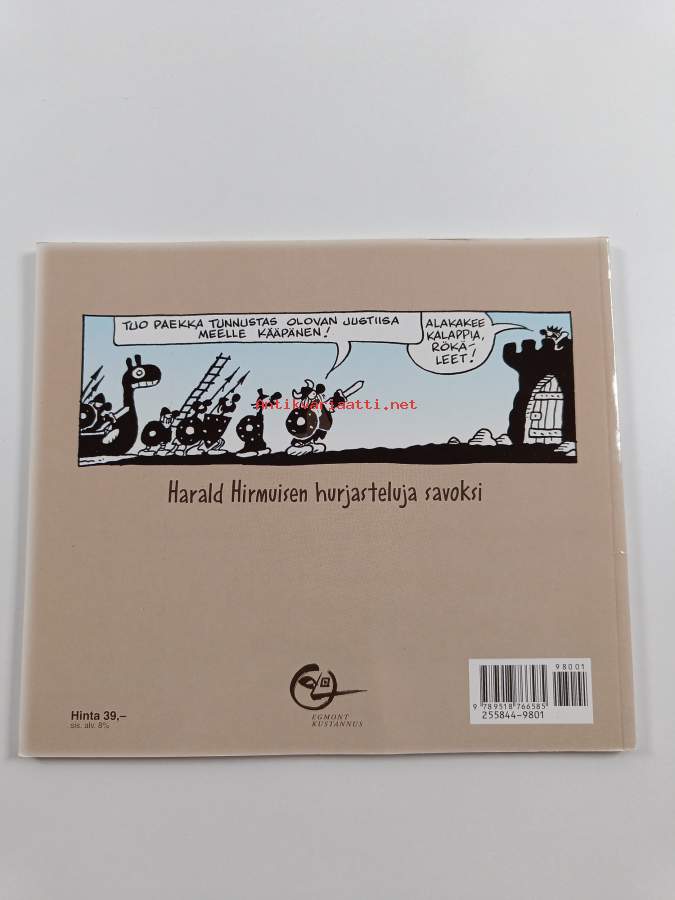 TUO PAEKKA TUNNUSTAS OLOVAN JUSTIISA
MEELLE KÄÄPÄNEN!
ALAKAKEE
KALAPPIA,
RÖKÄ-
LEET!
Antikvariaatti.net
Harald Hirmuisen hurjasteluja savoksi
Hinta 39,–
sis. alv. 8%
EGMONT
KUSTANNUS
98001
9 789518 766585
255844-9801